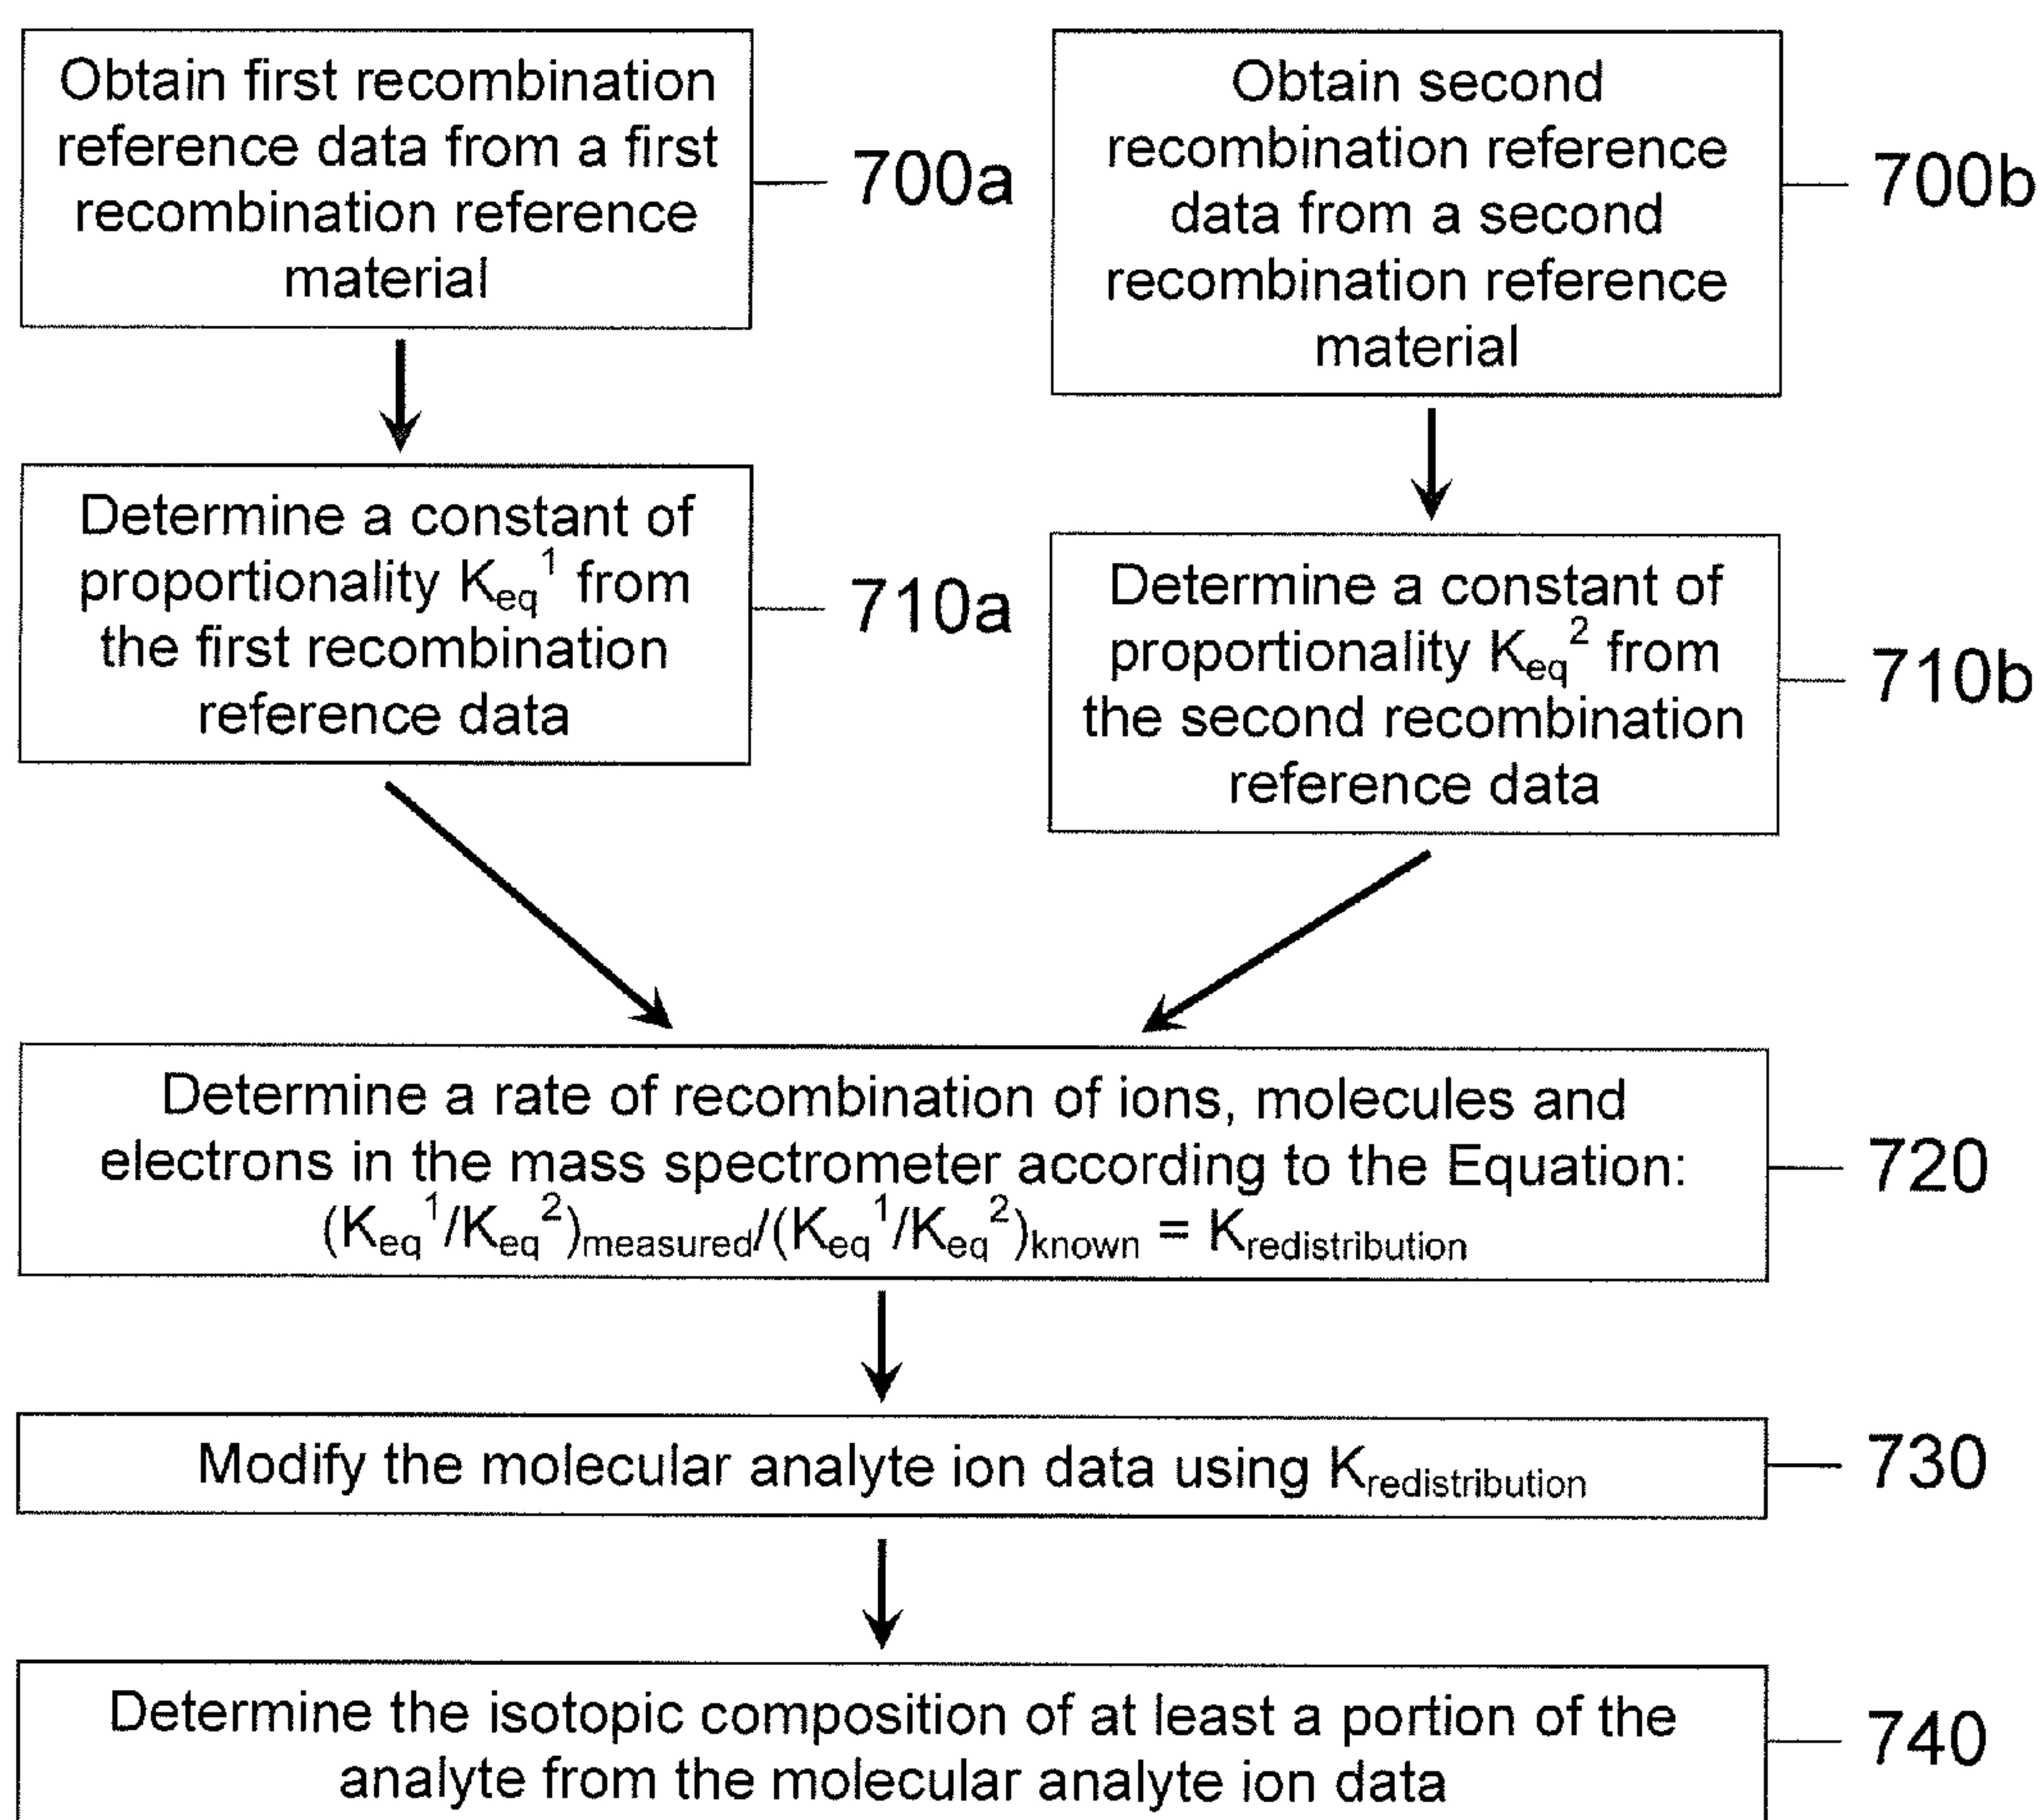 Obtain first recombination
reference data from a first
recombination reference
material
700a
Obtain second
recombination reference
data from a second
recombination reference
material
700b
Determine a constant of
proportionality Keq¹ from
the first recombination
reference data
710a
Determine a constant of
proportionality Keq² from
the second recombination
reference data
710b
Determine a rate of recombination of ions, molecules and
electrons in the mass spectrometer according to the Equation:
(Keq¹/Keq²)measured/(Keq¹/Keq²)known = Kredistribution
720
Modify the molecular analyte ion data using Kredistribution
730
Determine the isotopic composition of at least a portion of the
analyte from the molecular analyte ion data
740